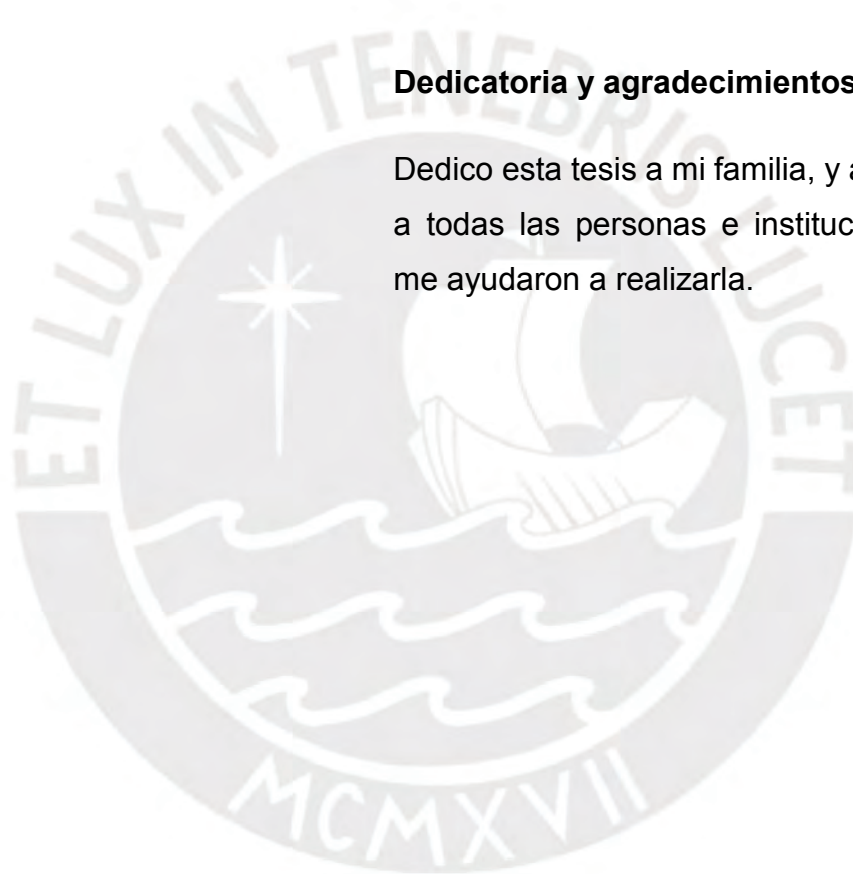 Dedicatoria y agradecimientos
Dedico esta tesis a mi familia, y
a todas las personas e
me ayudaron a realizarla.
ET LUX IN TENEBRIS LUCET
MCMXVII